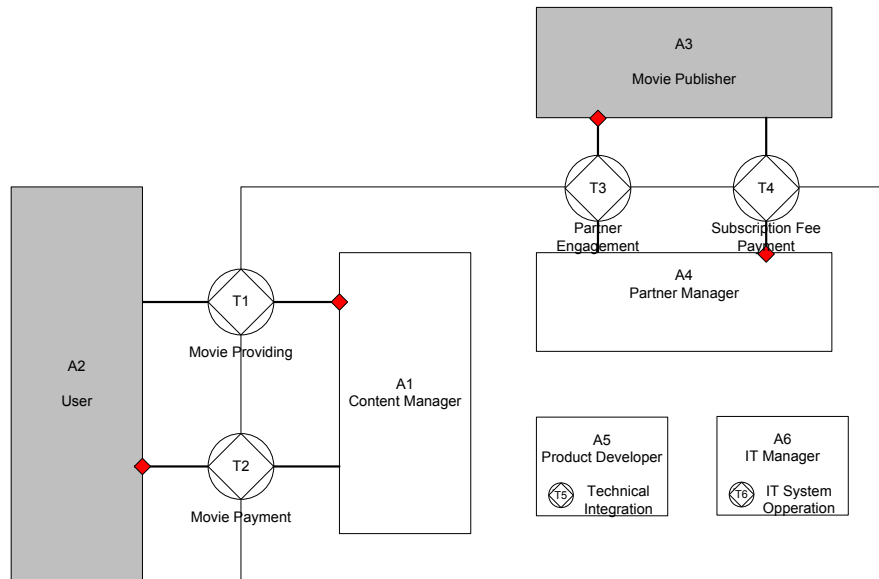 A3
Movie Publisher
T3
T4
Partner
Engagement
Subscription Fee
Payment
A4
Partner Manager
T1
Movie Providing
A2
User
A1
Content Manager
T2
Movie Payment
A5
Product Developer
T5
Technical
Integration
A6
IT Manager
T6
IT System
Opperation